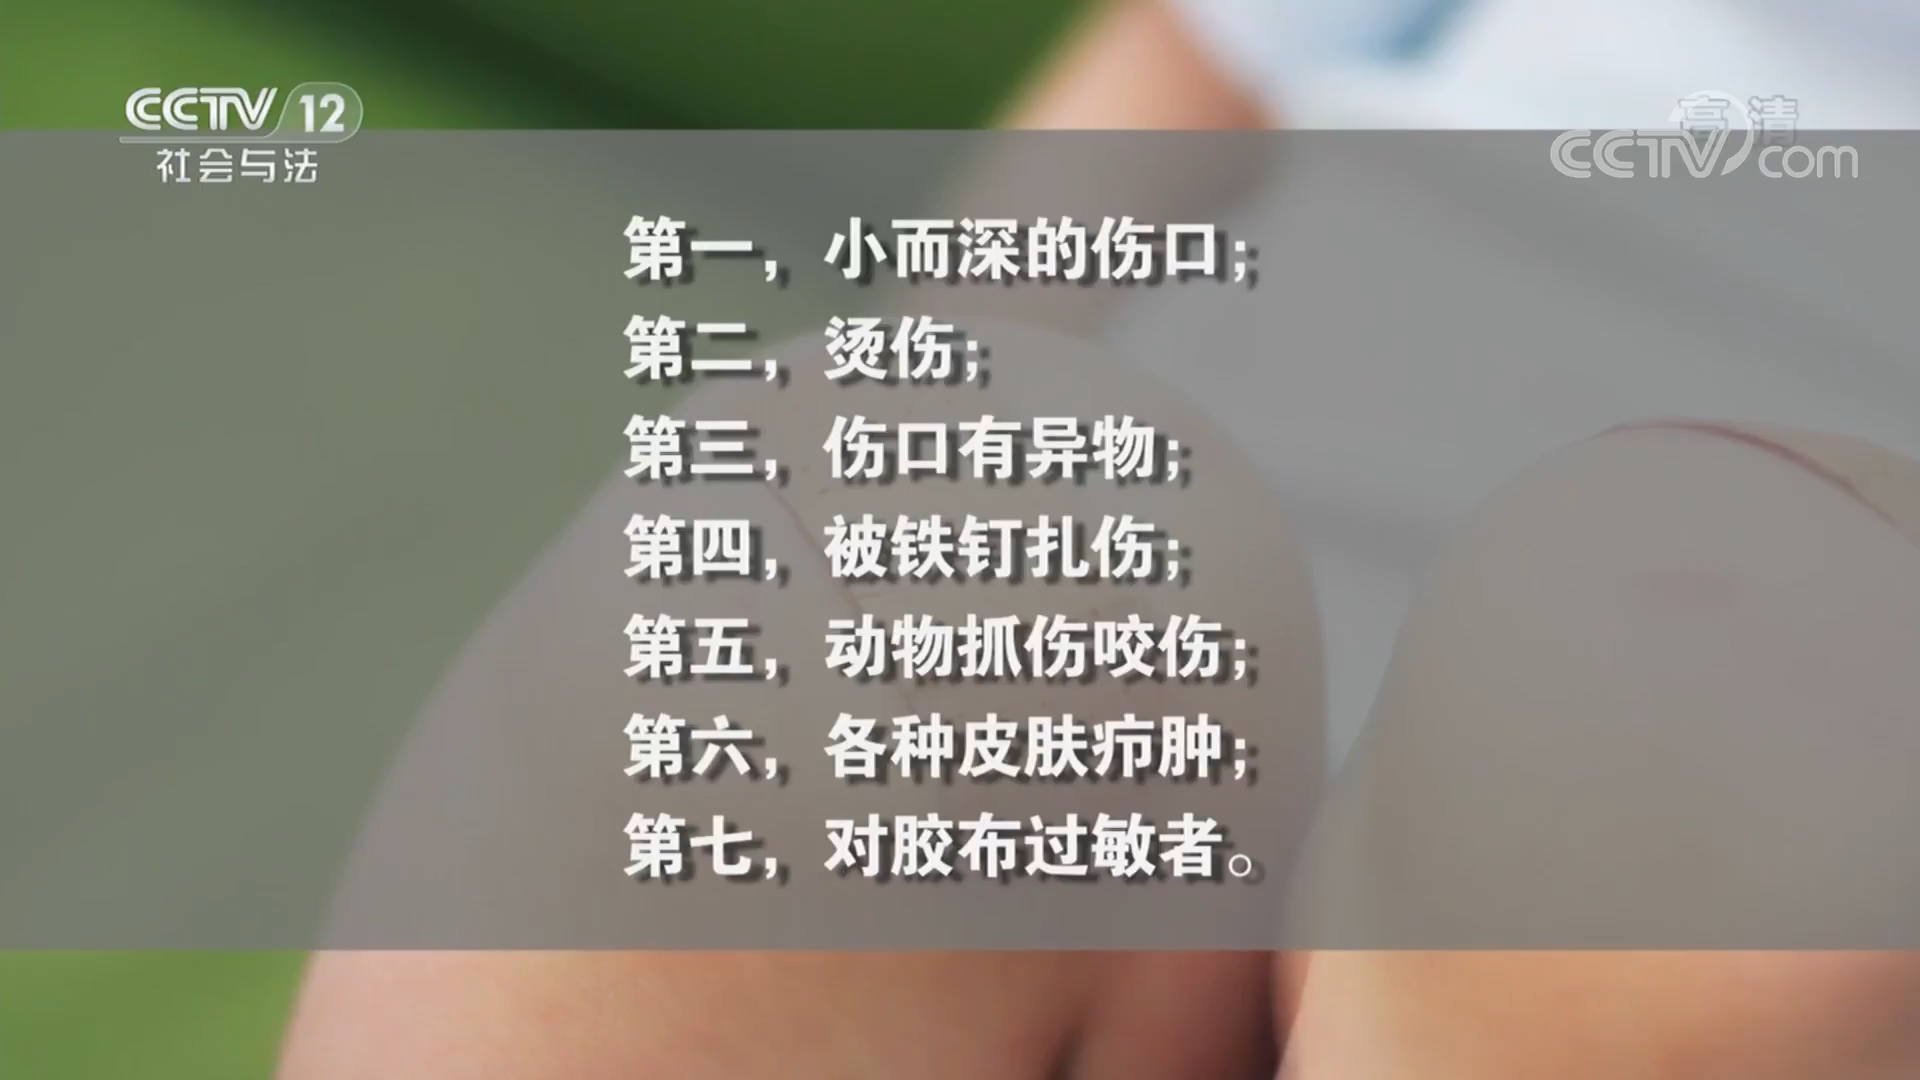 CCTV 12
社会与法
高清
CCTV.com
第一，小而深的伤口；
第二，烫伤；
第三，伤口有异物；
第四，被铁钉扎伤；
第五，动物抓伤咬伤；
第六，各种皮肤疖肿；
第七，对胶布过敏者。